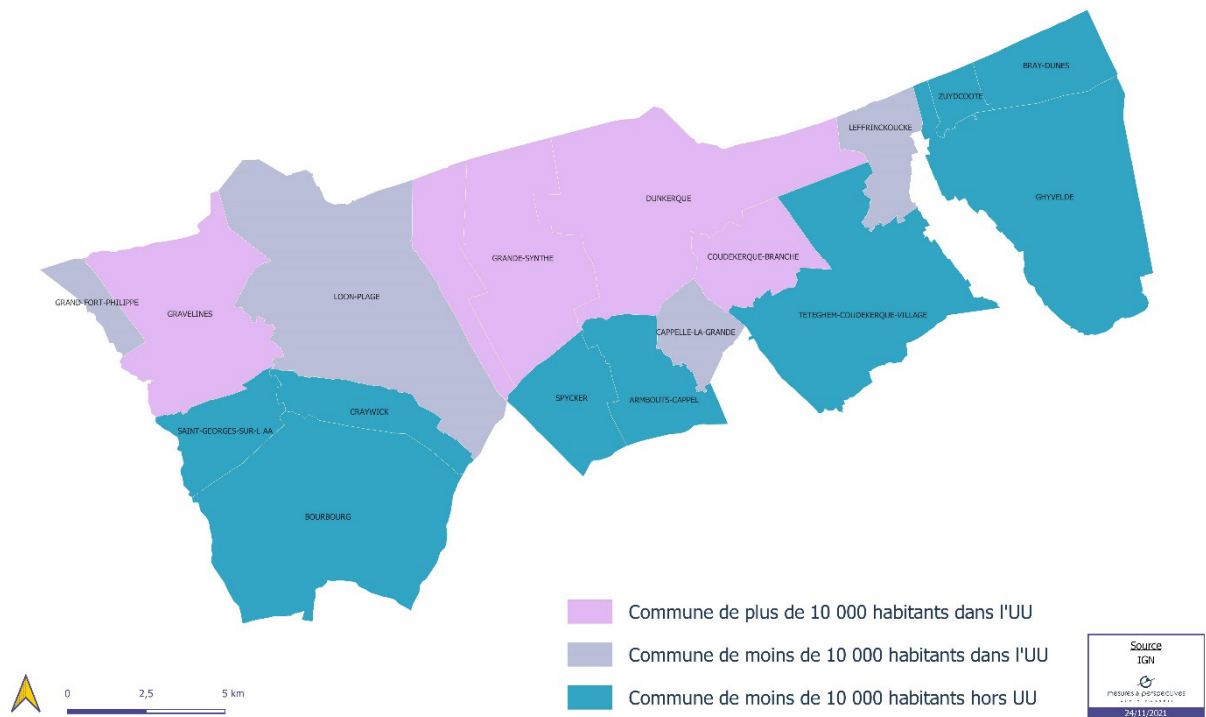 BRAY-DUNES
ZUYDCOOTE
LEFFRINCKOUCKE
GHYVELDE
DUNKERQUE
COUDEKERQUE-BRANCHE
GRANDE-SYNTHE
LOON-PLAGE
GRAND-FORT-PHILIPPE
GRAVELINES
CAPPELLE-LA-GRANDE
TETEGHEM-COUDEKERQUE-VILLAGE
SPYCKER
ARMBOUTS-CAPPEL
CRAYWICK
SAINT-GEORGES-SUR-L AA
BOURBOURG
Commune de plus de 10 000 habitants dans l'UU
Commune de moins de 10 000 habitants dans l'UU
Commune de moins de 10 000 habitants hors UU
0 2,5 5 km
Source
IGN
mesures & perspectives
24/11/2021